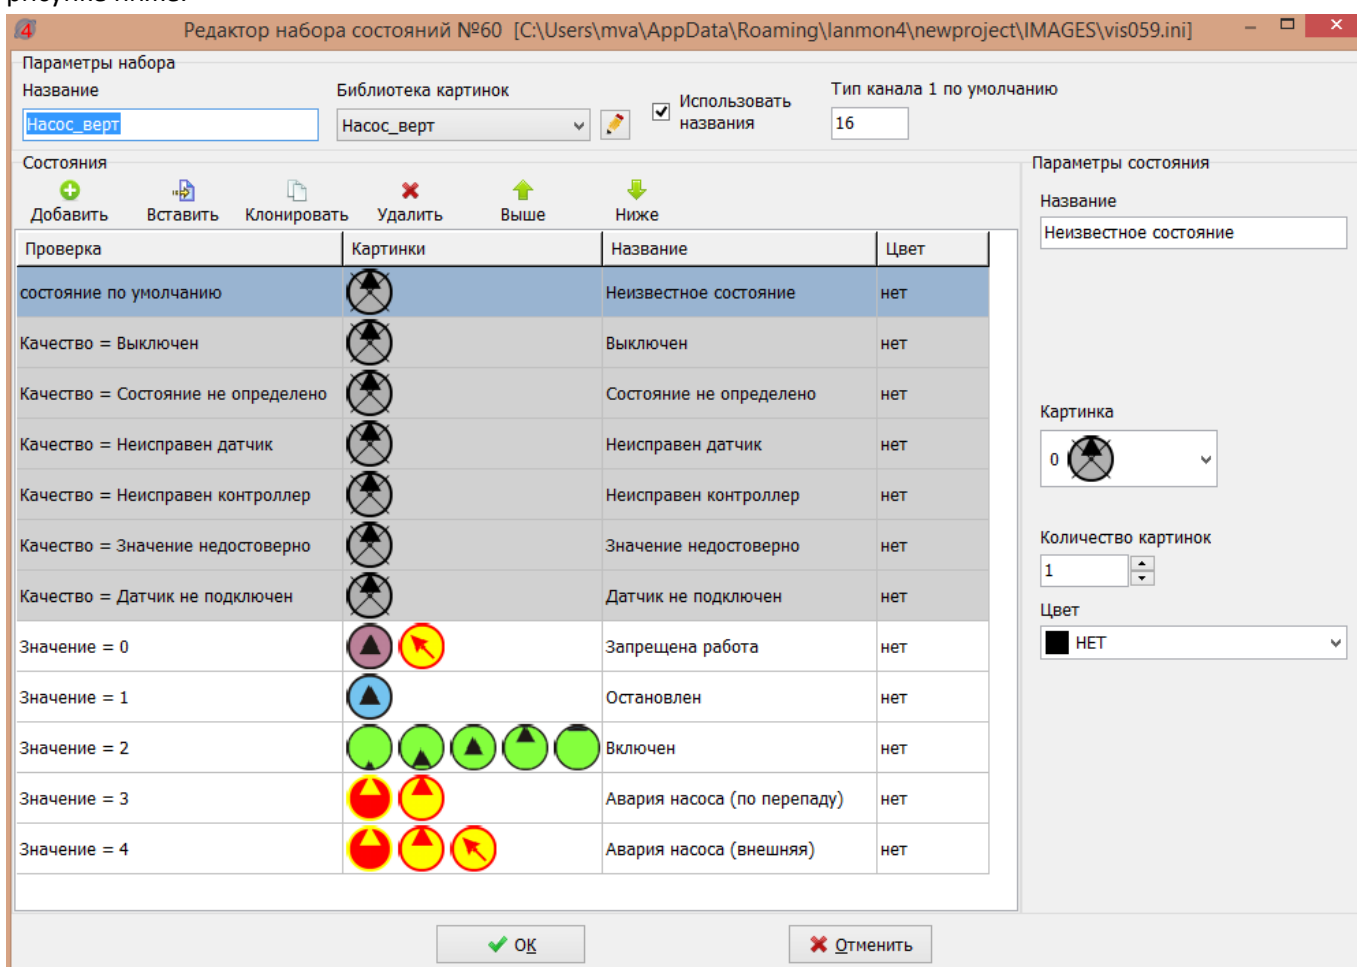 рисунке ниже.
4 Редактор набора состояний №60 [C:\Users\mva\AppData\Roaming\lanmon4\newproject\IMAGES\vis059.ini]
Параметры набора
Название Библиотека картинок Использовать названия Тип канала 1 по умолчанию
Насос_верт Насос_верт 16
Состояния Параметры состояния
Добавить Вставить Клонировать Удалить Выше Ниже
Название
Неизвестное состояние
Проверка Картинки Название Цвет
состояние по умолчанию Неизвестное состояние нет
Качество = Выключен Выключен нет
Качество = Состояние не определено Состояние не определено нет
Качество = Неисправен датчик Неисправен датчик нет
Качество = Неисправен контроллер Неисправен контроллер нет
Качество = Значение недостоверно Значение недостоверно нет
Качество = Датчик не подключен Датчик не подключен нет
Значение = 0 Запрещена работа нет
Значение = 1 Остановлен нет
Значение = 2 Включен нет
Значение = 3 Авария насоса (по перепаду) нет
Значение = 4 Авария насоса (внешняя) нет
Картинка
0
Количество картинок
1
Цвет
НЕТ
OK Отменить